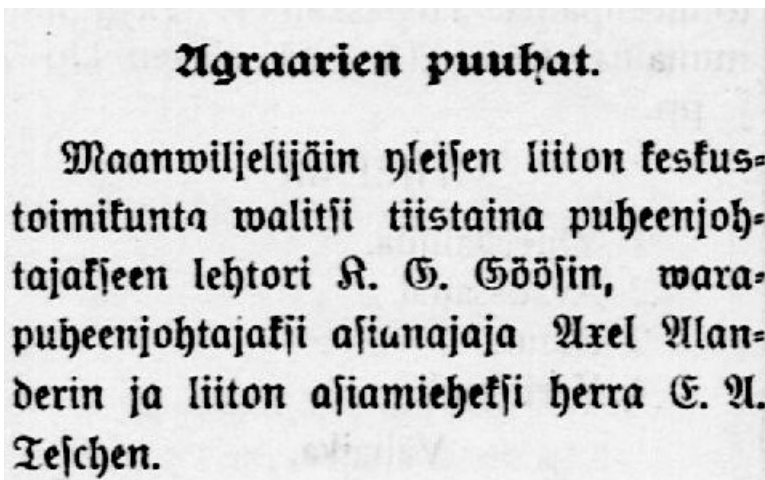 Agraarien puuhat.
Maanwiljelijäin yleisen liiton keskus-
toimikunta walitsi tiistaina puheenjoh-
tajakseen lehtori K. G. Göösin, wara-
puheenjohtajaksi asianajaja Axel Alan-
derin ja liiton asiamieheksi herra E. A.
Teschen.